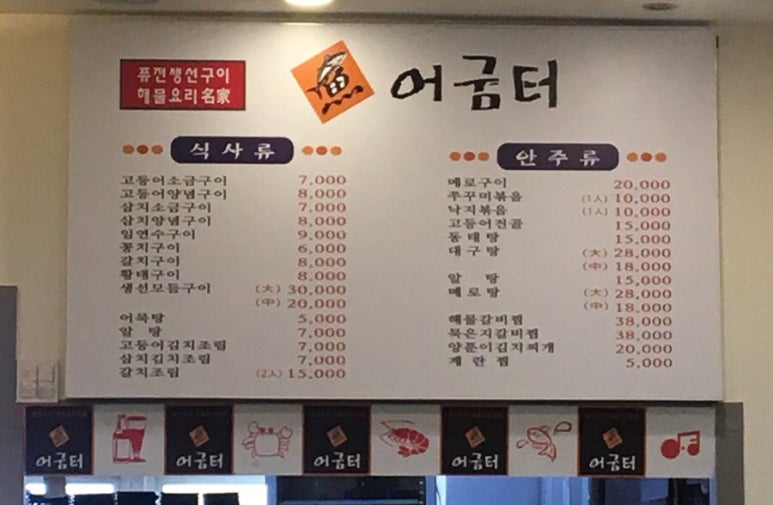 퓨전생선구이
해물요리名家
魚 어굼터
식사류
고등어소금구이 7,000
고등어양념구이 8,000
삼치소금구이 7,000
삼치양념구이 8,000
임연수구이 9,000
꽁치구이 6,000
갈치구이 8,000
황태구이 8,000
생선모듬구이 (大) 30,000
(中) 20,000
어묵탕 5,000
알 탕 7,000
고등어김치조림 7,000
삼치김치조림 7,000
갈치조림 (2人) 15,000
안주류
메로구이 20,000
쭈꾸미볶음 (1人) 10,000
낙지볶음 (1人) 10,000
고등어전골 15,000
동태탕 15,000
대구탕 (大) 28,000
(中) 18,000
알 탕 15,000
메로탕 (大) 28,000
(中) 18,000
해물갈비찜 38,000
묵은지갈비찜 38,000
양푼이김치찌개 20,000
계란찜 5,000
어굼터
어굼터
어굼터
어굼터
어굼터